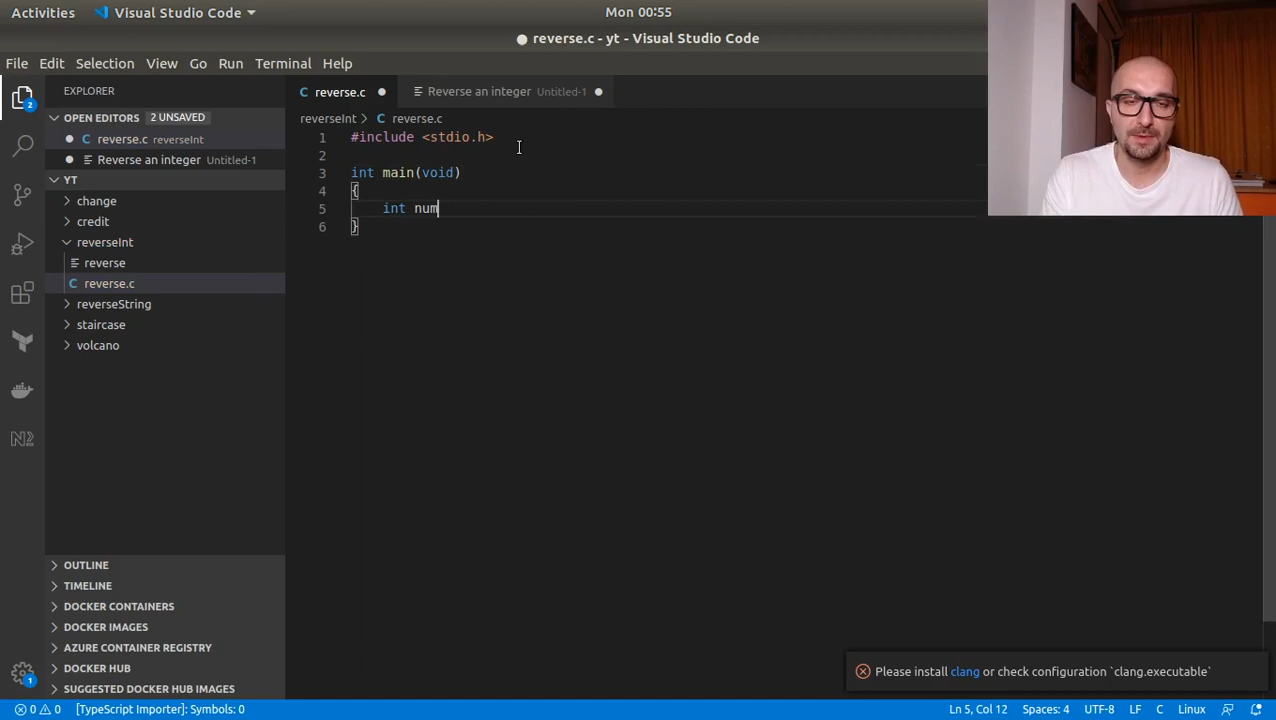 Activities Visual Studio Code Mon 00:55
reverse.c - yt - Visual Studio Code
File Edit Selection View Go Run Terminal Help
EXPLORER
OPEN EDITORS 2 UNSAVED
reverse.c reverseInt
Reverse an integer Untitled-1
YT
change
credit
reverseInt
reverse
C reverse.c
reverseString
staircase
volcano
OUTLINE
TIMELINE
DOCKER CONTAINERS
DOCKER IMAGES
AZURE CONTAINER REGISTRY
DOCKER HUB
SUGGESTED DOCKER HUB IMAGES
2
N2
1
C reverse.c Reverse an integer Untitled-1
reverseInt > C reverse.c
1 #include <stdio.h>
2
3 int main(void)
4 {
5 int num
6 }
Please install clang or check configuration `clang.executable`
0 0 [TypeScript Importer]: Symbols: 0 Ln 5, Col 12 Spaces: 4 UTF-8 LF C Linux